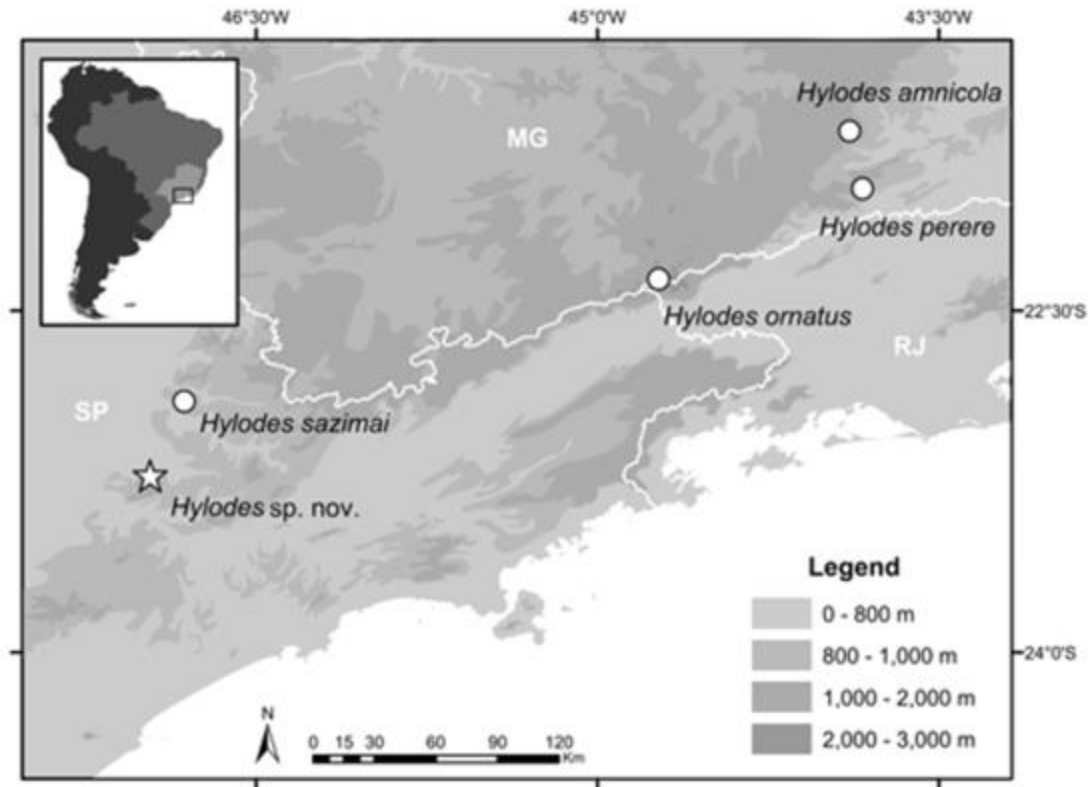 46°30'W 45°0'W 43°30'W
Hylodes amnicola
MG
Hylodes perere
22°30'S
Hylodes ornatus
RJ
SP
Hylodes sazimai
Hylodes sp. nov.
Legend
0 - 800 m
800 - 1,000 m
24°0'S
1,000 - 2,000 m
2,000 - 3,000 m
N
0 15 30 60 90 120
Km